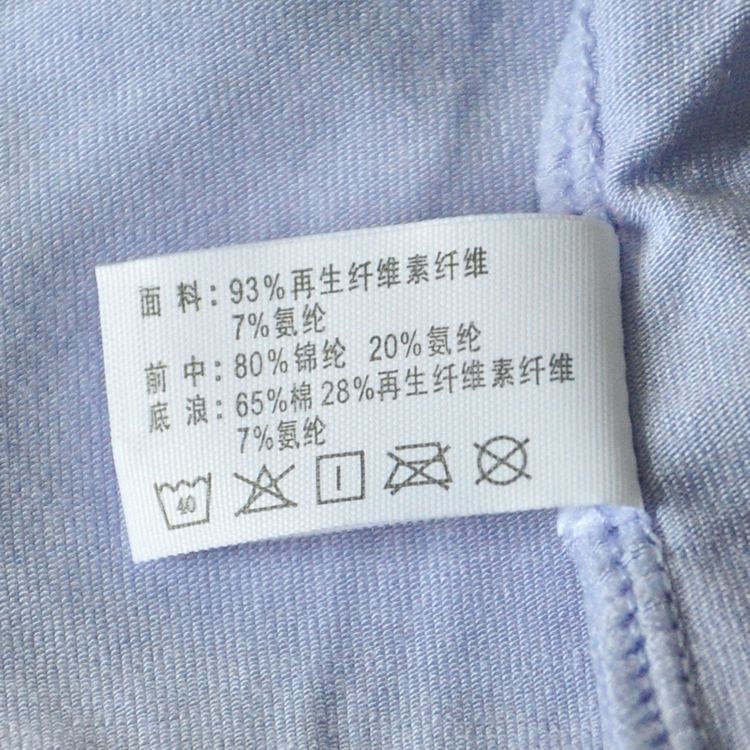 面 料：93%再生纤维素纤维
7%氨纶
前 中：80%锦纶 20%氨纶
底 浪：65%棉 28%再生纤维素纤维
7%氨纶
40